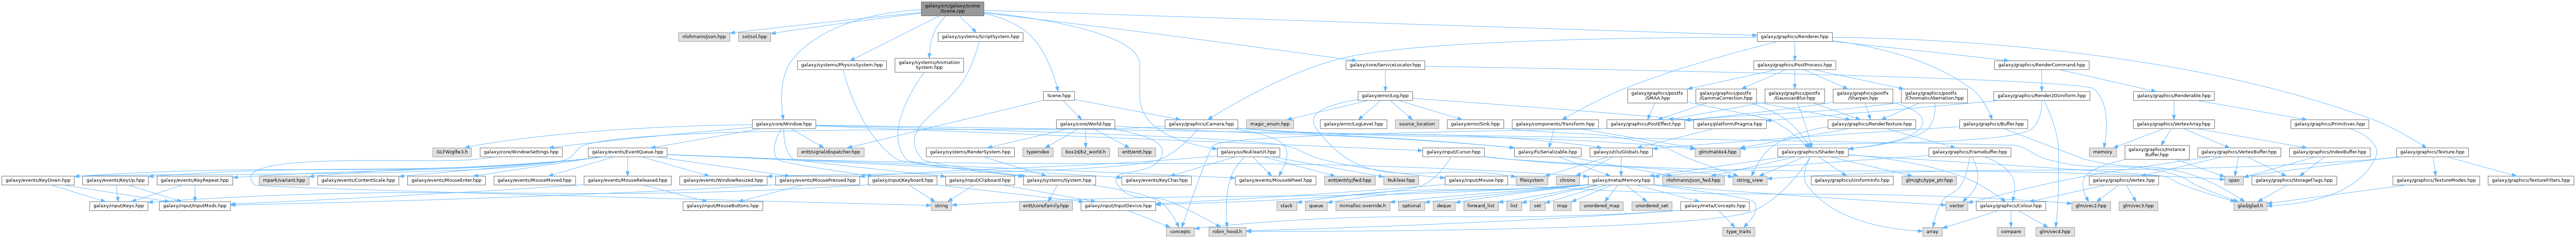 galaxy/src/galaxy/scene
/Scene.cpp
nlohmann/json.hpp
sol/sol.hpp
galaxy/systems/ScriptSystem.hpp
galaxy/graphics/Renderer.hpp
galaxy/systems/PhysicsSystem.hpp
galaxy/systems/Animation
System.hpp
galaxy/core/ServiceLocator.hpp
galaxy/graphics/PostProcess.hpp
galaxy/graphics/RenderCommand.hpp
Scene.hpp
galaxy/error/Log.hpp
galaxy/graphics/postfx
/SMAA.hpp
galaxy/graphics/postfx
/GammaCorrection.hpp
galaxy/graphics/postfx
/GaussianBlur.hpp
galaxy/graphics/postfx
/Sharpen.hpp
galaxy/graphics/postfx
/ChromaticAberration.hpp
galaxy/graphics/Render2DUniform.hpp
galaxy/graphics/Renderable.hpp
galaxy/core/Window.hpp
galaxy/core/World.hpp
galaxy/graphics/Camera.hpp
magic_enum.hpp
galaxy/error/LogLevel.hpp
source_location
galaxy/error/Sink.hpp
galaxy/components/Transform.hpp
galaxy/graphics/PostEffect.hpp
galaxy/platform/Pragma.hpp
galaxy/graphics/RenderTexture.hpp
galaxy/graphics/Buffer.hpp
galaxy/graphics/VertexArray.hpp
galaxy/graphics/Primitives.hpp
GLFW/glfw3.h
galaxy/core/WindowSettings.hpp
galaxy/events/EventQueue.hpp
entt/signal/dispatcher.hpp
galaxy/systems/RenderSystem.hpp
typeindex
box2d/b2_world.h
entt/entt.hpp
galaxy/ui/NuklearUI.hpp
galaxy/input/Cursor.hpp
galaxy/fs/Serializable.hpp
galaxy/utils/Globals.hpp
glm/mat4x4.hpp
galaxy/graphics/Shader.hpp
galaxy/graphics/Framebuffer.hpp
memory
galaxy/graphics/Instance
Buffer.hpp
galaxy/graphics/VertexBuffer.hpp
galaxy/graphics/IndexBuffer.hpp
galaxy/graphics/Texture.hpp
galaxy/events/KeyDown.hpp
galaxy/events/KeyUp.hpp
galaxy/events/KeyRepeat.hpp
mpark/variant.hpp
galaxy/events/ContentScale.hpp
galaxy/events/MouseEnter.hpp
galaxy/events/MouseMoved.hpp
galaxy/events/MouseReleased.hpp
galaxy/events/WindowResized.hpp
galaxy/events/MousePressed.hpp
galaxy/input/Keyboard.hpp
galaxy/input/Clipboard.hpp
galaxy/systems/System.hpp
galaxy/events/KeyChar.hpp
galaxy/events/MouseWheel.hpp
entt/entity/fwd.hpp
Nuklear.hpp
galaxy/input/Mouse.hpp
filesystem
chrono
galaxy/meta/Memory.hpp
nlohmann/json_fwd.hpp
string_view
galaxy/graphics/UniformInfo.hpp
glm/gtc/type_ptr.hpp
galaxy/graphics/Vertex.hpp
span
galaxy/graphics/StorageFlags.hpp
galaxy/graphics/TextureModes.hpp
galaxy/graphics/TextureFilters.hpp
galaxy/input/Keys.hpp
galaxy/input/InputMods.hpp
string
entt/core/family.hpp
galaxy/input/InputDevice.hpp
galaxy/input/MouseButtons.hpp
stack
queue
mimalloc-override.h
optional
deque
forward_list
list
set
map
unordered_map
unordered_set
galaxy/meta/Concepts.hpp
vector
galaxy/graphics/Colour.hpp
glm/vec2.hpp
glm/vec3.hpp
glad/glad.h
concepts
robin_hood.h
type_traits
array
compare
glm/vec4.hpp